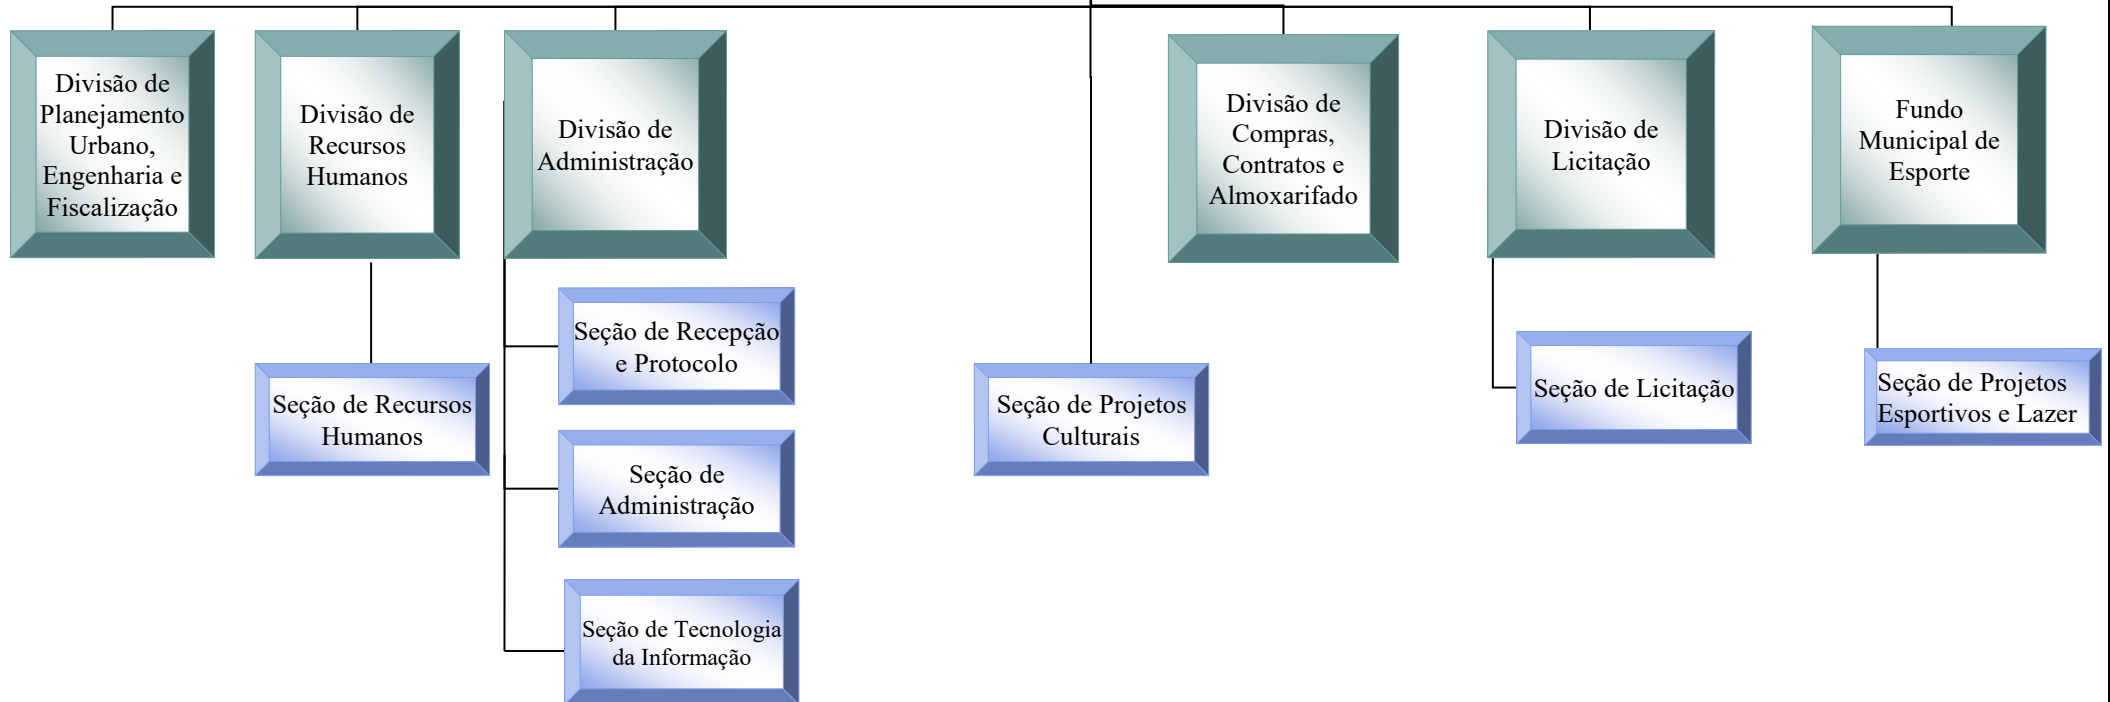 Divisão de
Planejamento
Urbano,
Engenharia e
Fiscalização
Divisão de
Recursos
Humanos
Divisão de
Administração
Divisão de
Compras,
Contratos e
Almoxarifado
Divisão de
Licitação
Fundo
Municipal de
Esporte
Seção de Recursos
Humanos
Seção de Recepção
e Protocolo
Seção de
Administração
Seção de Tecnologia
da Informação
Seção de Projetos
Culturais
Seção de Licitação
Seção de Projetos
Esportivos e Lazer